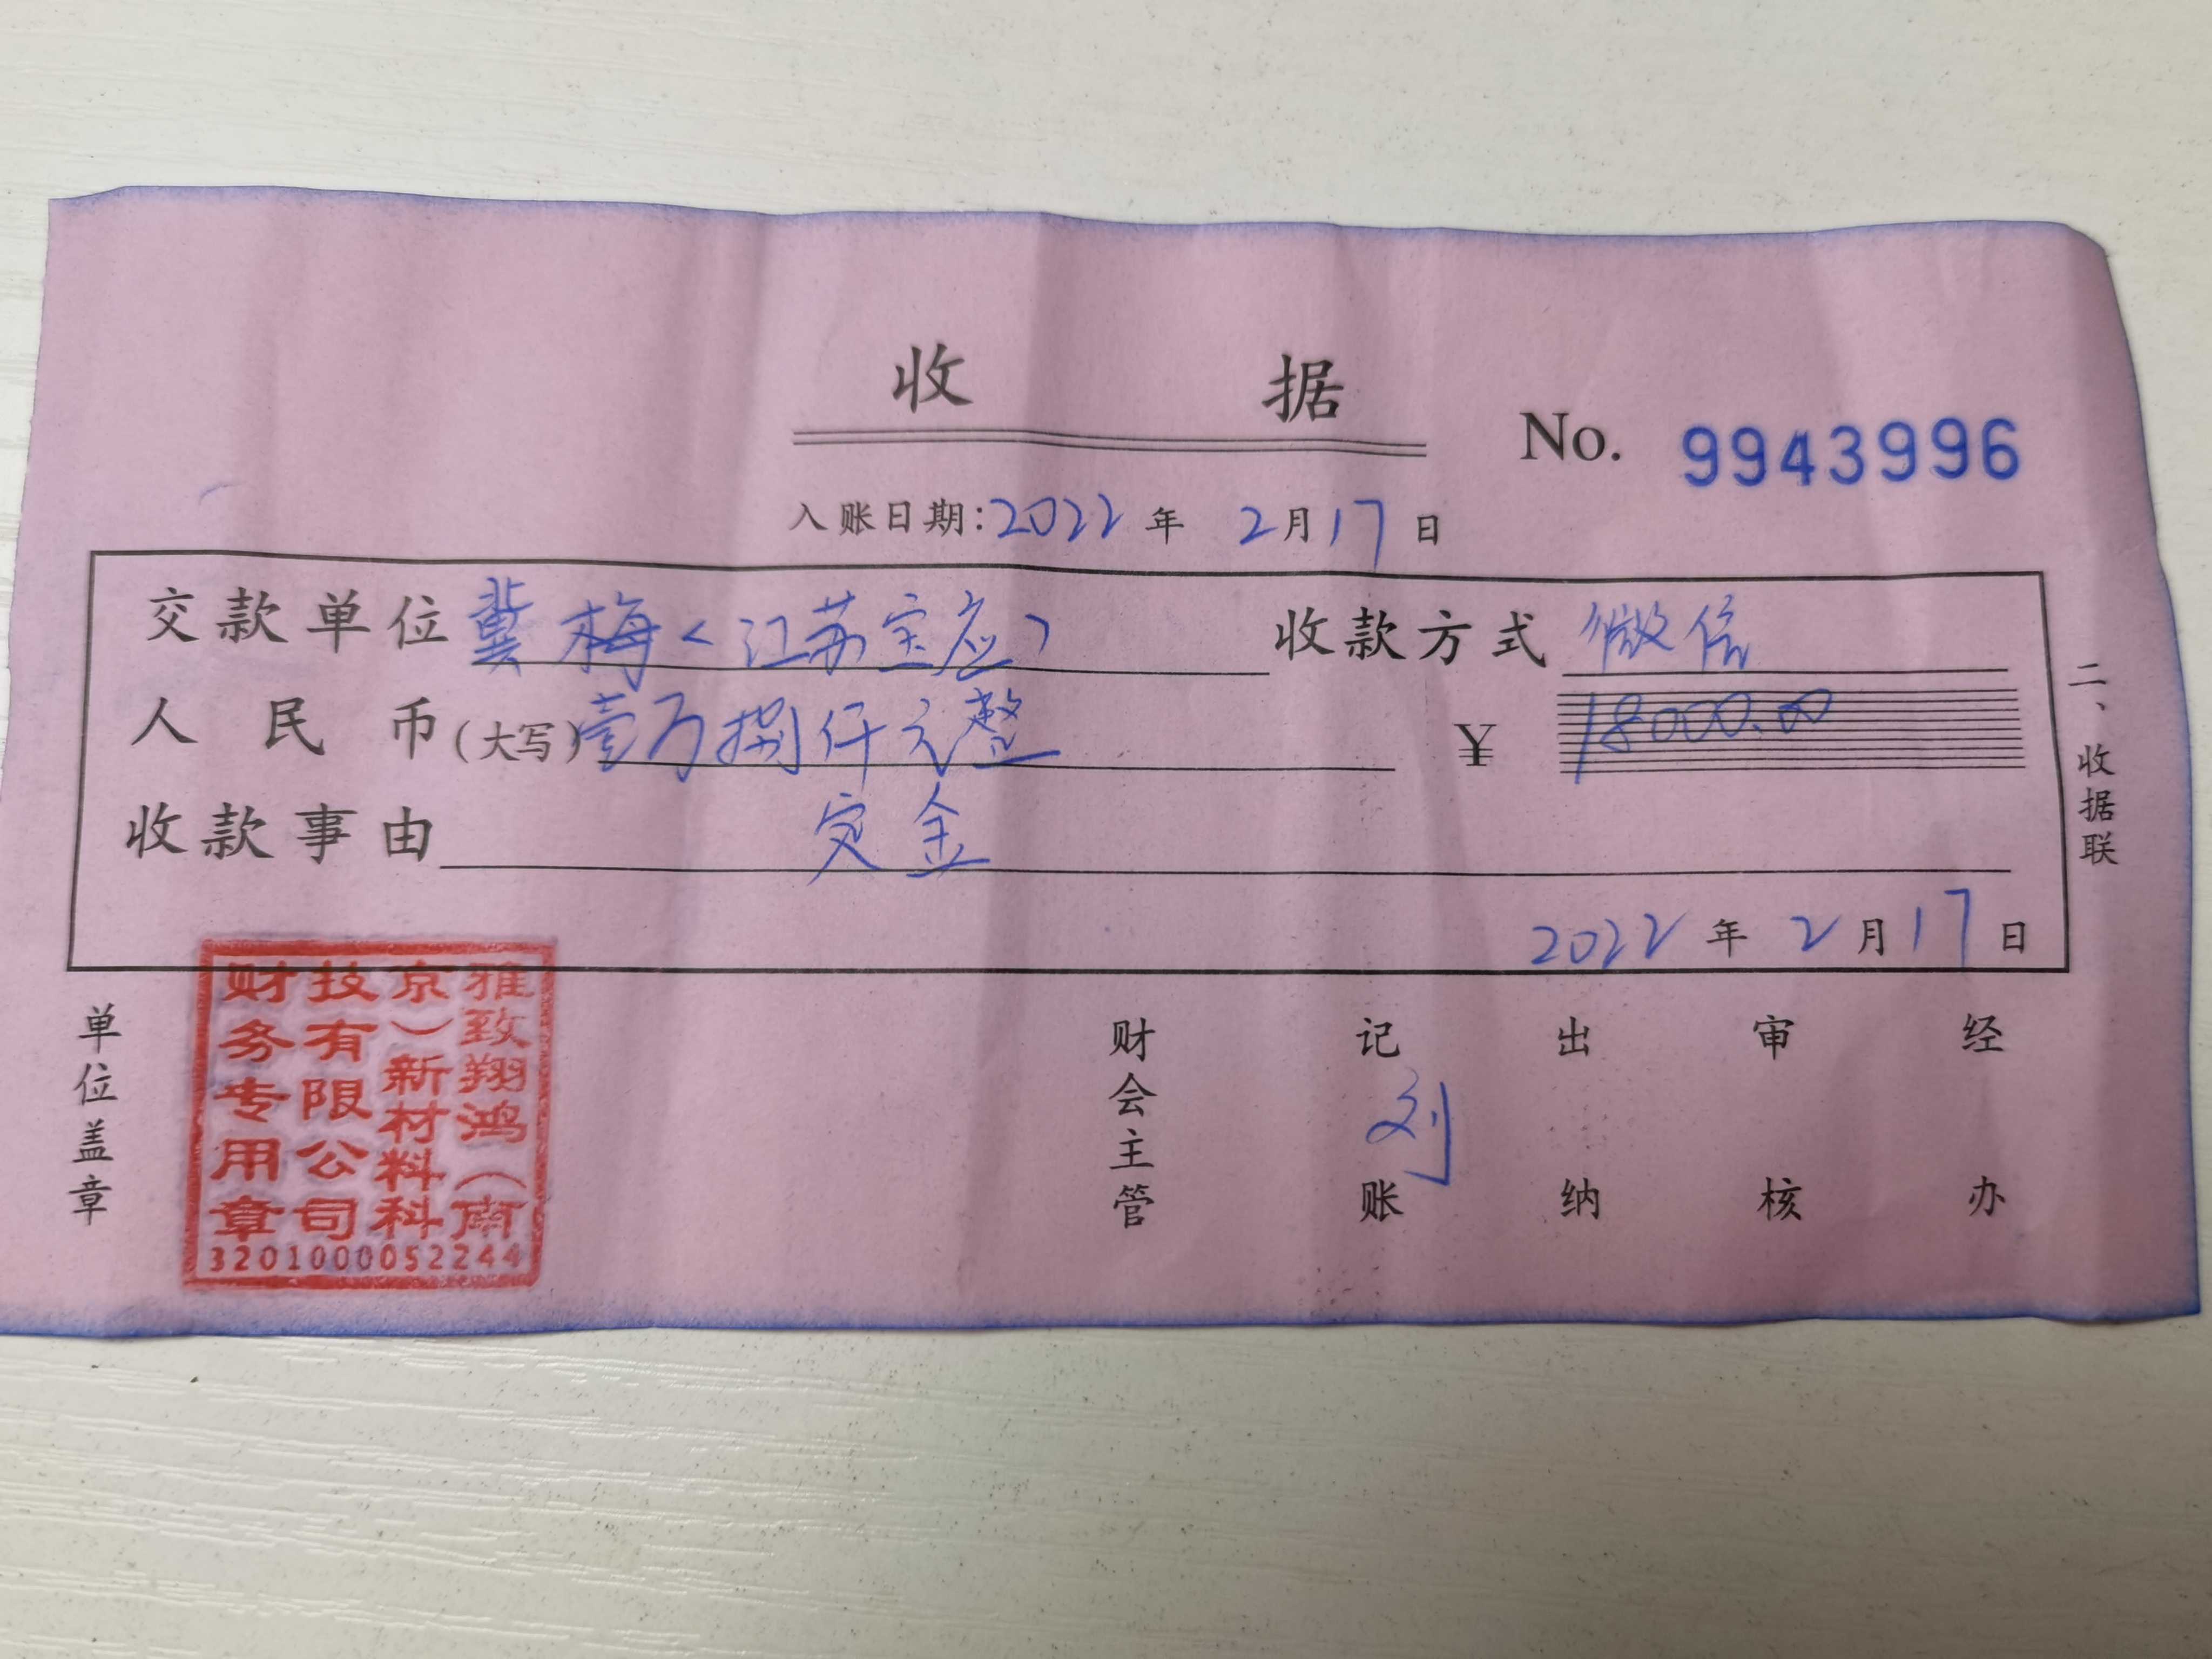 收 据
No. 9943996
入账日期:2022 年 2 月 17 日
交款单位 冀梅(江苏宝应) 收款方式 微信
人民币(大写) 壹万捌仟元整 ¥ 18000.00
收款事由 定金
2022 年 2 月 17 日
二、收据联
单位盖章
雅致翔鸿(南
京)新材料科
技有限公司
财务专用章
3201000052244
财会主管 记账 刘 出纳 审核 经办